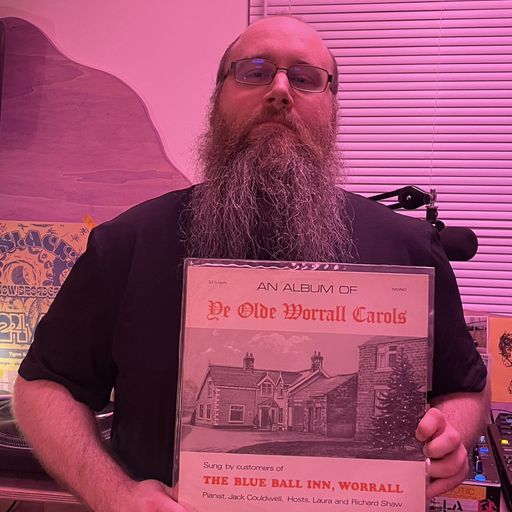 33⅓ rpm
AN ALBUM OF
MONO
Ye Olde Worrall Carols
Sung by customers of
THE BLUE BALL INN, WORRALL
Pianist, Jack Couldwell, Hosts, Laura and Richard Shaw